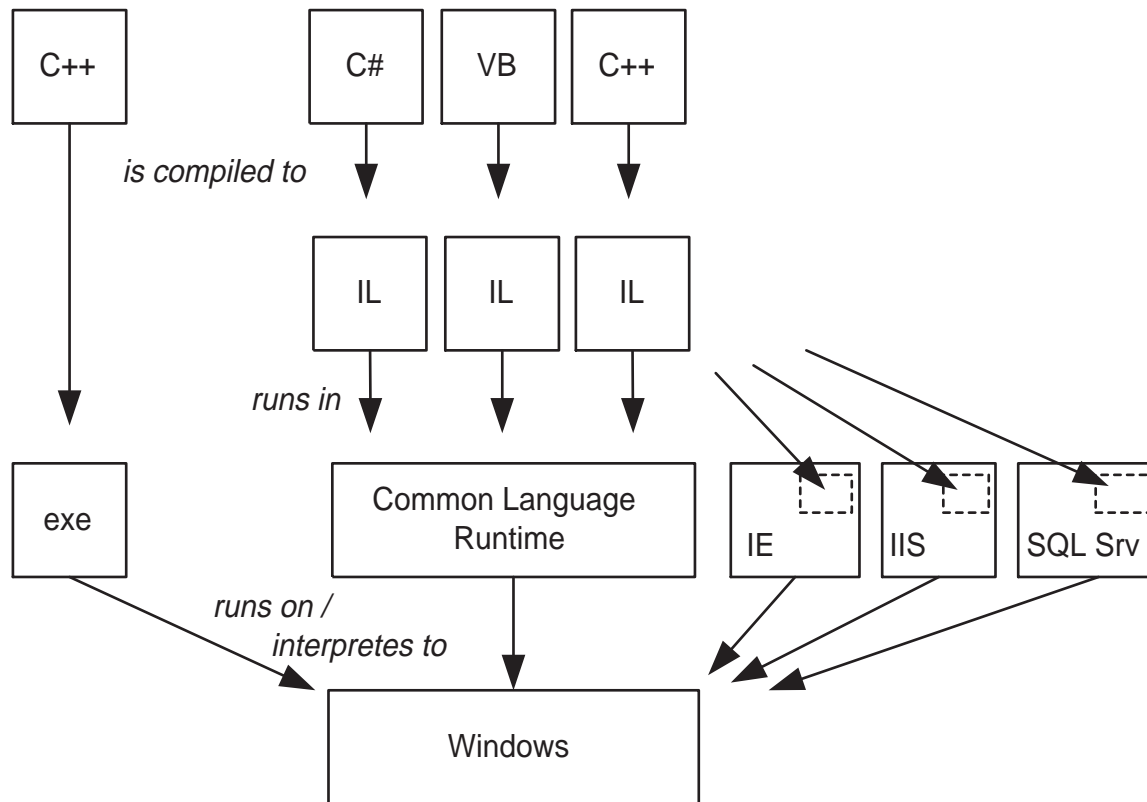 C++
C#
VB
C++
is compiled to
IL
IL
IL
runs in
exe
Common Language
Runtime
IE
IIS
SQL Srv
runs on /
interpretes to
Windows